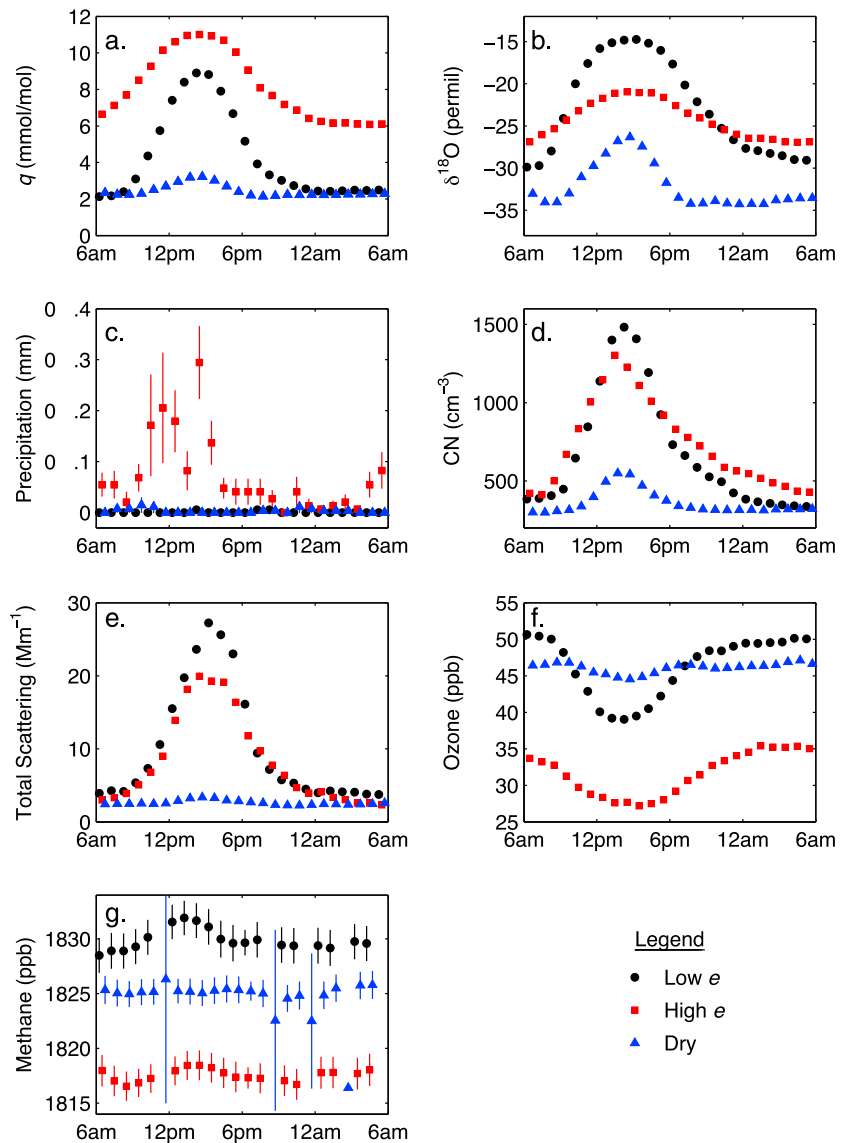 a.
q (mmol/mol)
12
10
8
6
4
2
0
6am 12pm 6pm 12am 6am
b.
δ18O (permil)
−15
−20
−25
−30
−35
6am 12pm 6pm 12am 6am
c.
Precipitation (mm)
0 .4
0 .3
0 .2
0 .1
0
6am 12pm 6pm 12am 6am
d.
CN (cm−3)
1500
1000
500
6am 12pm 6pm 12am 6am
e.
Total Scattering (Mm−1)
30
20
10
0
6am 12pm 6pm 12am 6am
f.
Ozone (ppb)
55
50
45
40
35
30
25
6am 12pm 6pm 12am 6am
g.
Methane (ppb)
1830
1825
1820
1815
6am 12pm 6pm 12am 6am
Legend
Low e
High e
Dry